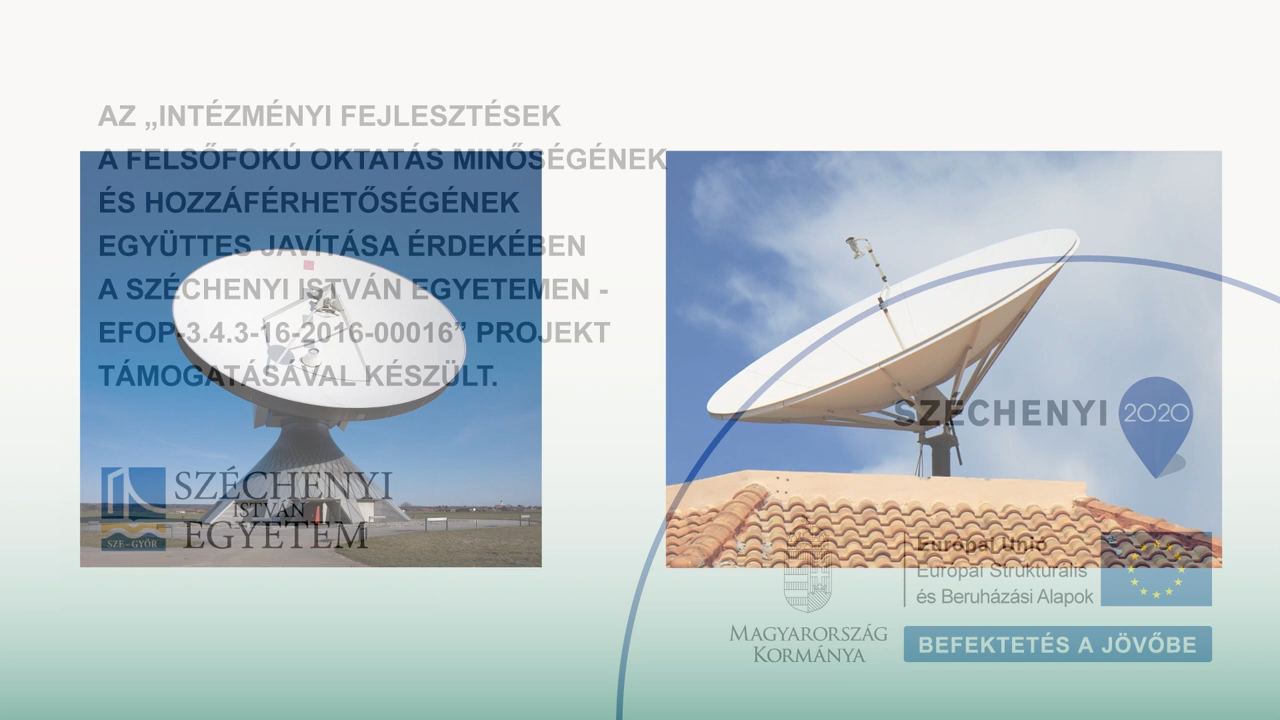 AZ „INTÉZMÉNYI FEJLESZTÉSEK
A FELSŐFOKÚ OKTATÁS MINŐSÉGÉNEK
ÉS HOZZÁFÉRHETŐSÉGÉNEK
EGYÜTTES JAVÍTÁSA ÉRDEKÉBEN
A SZÉCHENYI ISTVÁN EGYETEMEN -
EFOP-3.4.3-16-2016-00016” PROJEKT
TÁMOGATÁSÁVAL KÉSZÜLT.
SZÉCHENYI 2020
SZÉCHENYI
ISTVÁN
EGYETEM
SZE-GYŐR
Európai Unió
Európai Strukturális
és Beruházási Alapok
MAGYARORSZÁG
KORMÁNYA
BEFEKTETÉS A JÖVŐBE